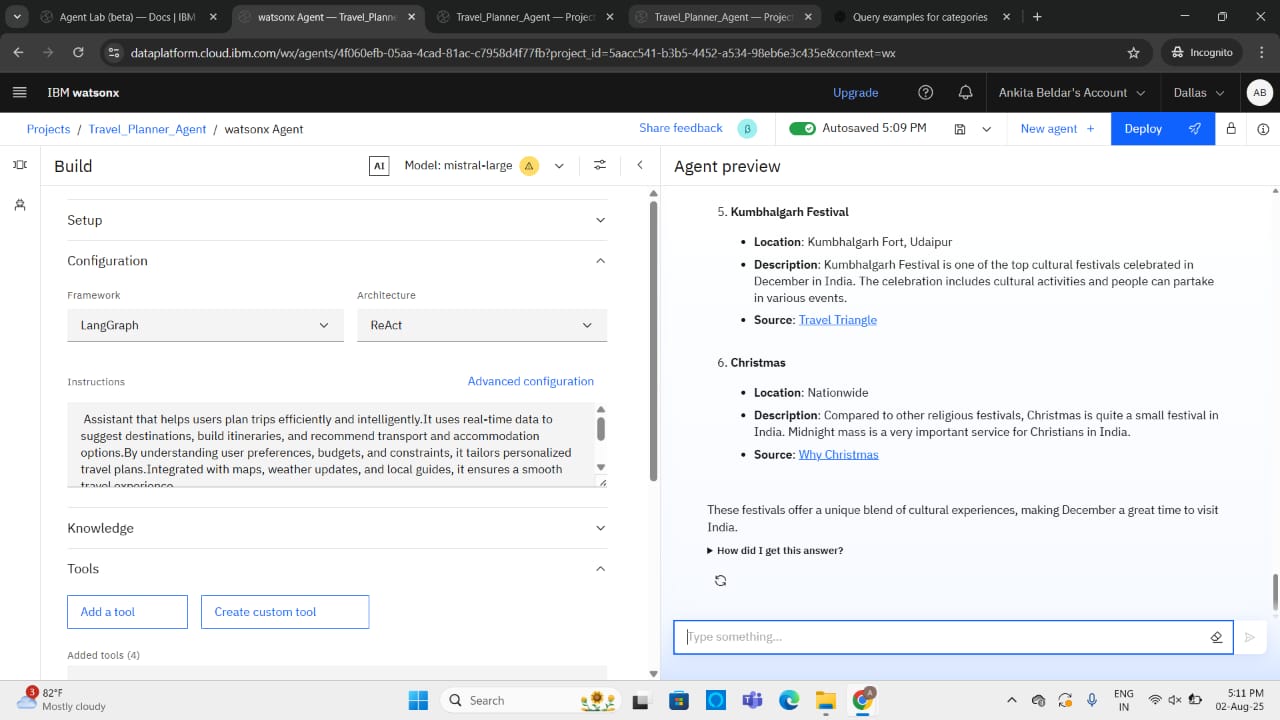 Agent Lab (beta) — Docs | IBM
watsonx Agent — Travel_Planne
Travel_Planner_Agent — Project
Travel_Planner_Agent — Project
Query examples for categories
dataplatform.cloud.ibm.com/wx/agents/4f060efb-05aa-4cad-81ac-c7958d4f77fb?project_id=5aacc541-b3b5-4452-a534-98eb6e3c435e&context=wx
Incognito
IBM watsonx
Upgrade
Ankita Beldar's Account
Dallas
AB
Projects / Travel_Planner_Agent / watsonx Agent
Share feedback
β
Autosaved 5:09 PM
New agent +
Deploy
Build
AI
Model: mistral-large
Setup
Configuration
Framework
Architecture
LangGraph
ReAct
Instructions
Advanced configuration
Assistant that helps users plan trips efficiently and intelligently.It uses real-time data to
suggest destinations, build itineraries, and recommend transport and accommodation
options.By understanding user preferences, budgets, and constraints, it tailors personalized
travel plans.Integrated with maps, weather updates, and local guides, it ensures a smooth
travel experience
Knowledge
Tools
Add a tool
Create custom tool
Added tools (4)
Agent preview
5. Kumbhalgarh Festival
• Location: Kumbhalgarh Fort, Udaipur
• Description: Kumbhalgarh Festival is one of the top cultural festivals celebrated in
December in India. The celebration includes cultural activities and people can partake
in various events.
• Source: Travel Triangle
6. Christmas
• Location: Nationwide
• Description: Compared to other religious festivals, Christmas is quite a small festival in
India. Midnight mass is a very important service for Christians in India.
• Source: Why Christmas
These festivals offer a unique blend of cultural experiences, making December a great time to visit
India.
How did I get this answer?
Type something...
3
82°F
Mostly cloudy
Search
A
ENG
IN
5:11 PM
02-Aug-25